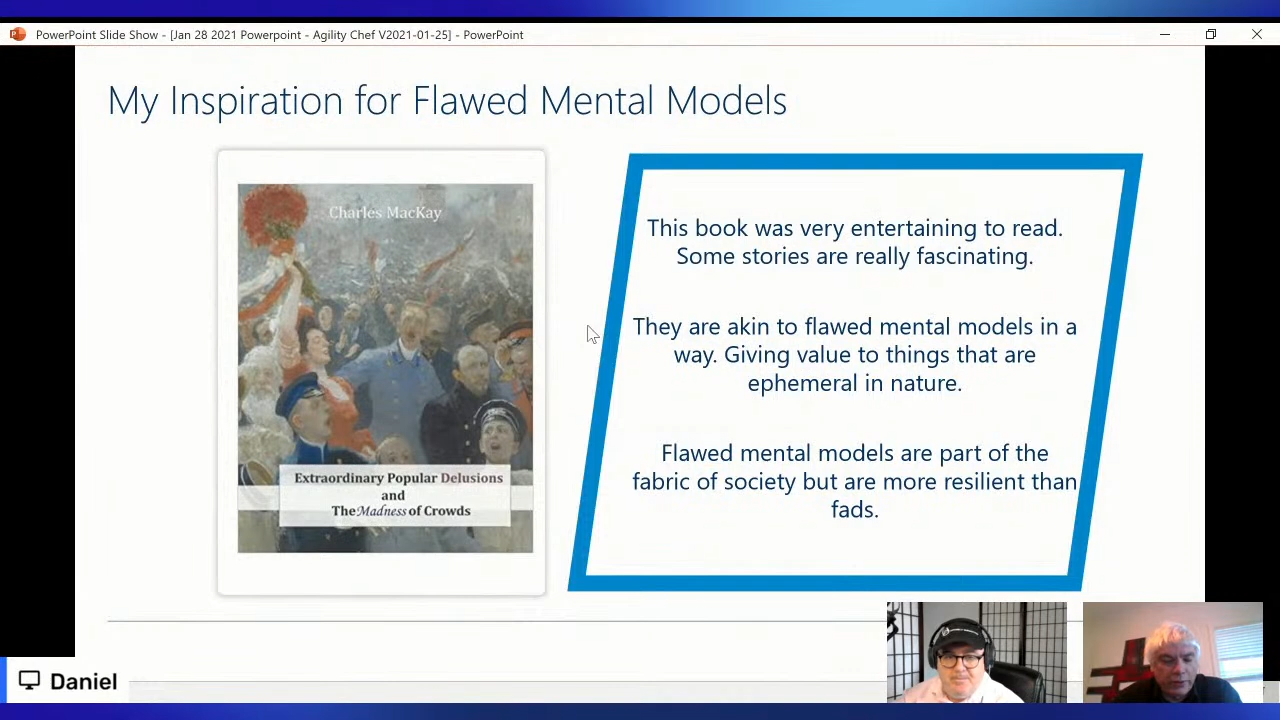 PowerPoint Slide Show - [Jan 28 2021 Powerpoint - Agility Chef V2021-01-25] - PowerPoint
My Inspiration for Flawed Mental Models
Charles MacKay
Extraordinary Popular Delusions
and
The Madness of Crowds
This book was very entertaining to read.
Some stories are really fascinating.
They are akin to flawed mental models in a
way. Giving value to things that are
ephemeral in nature.
Flawed mental models are part of the
fabric of society but are more resilient than
fads.
Daniel